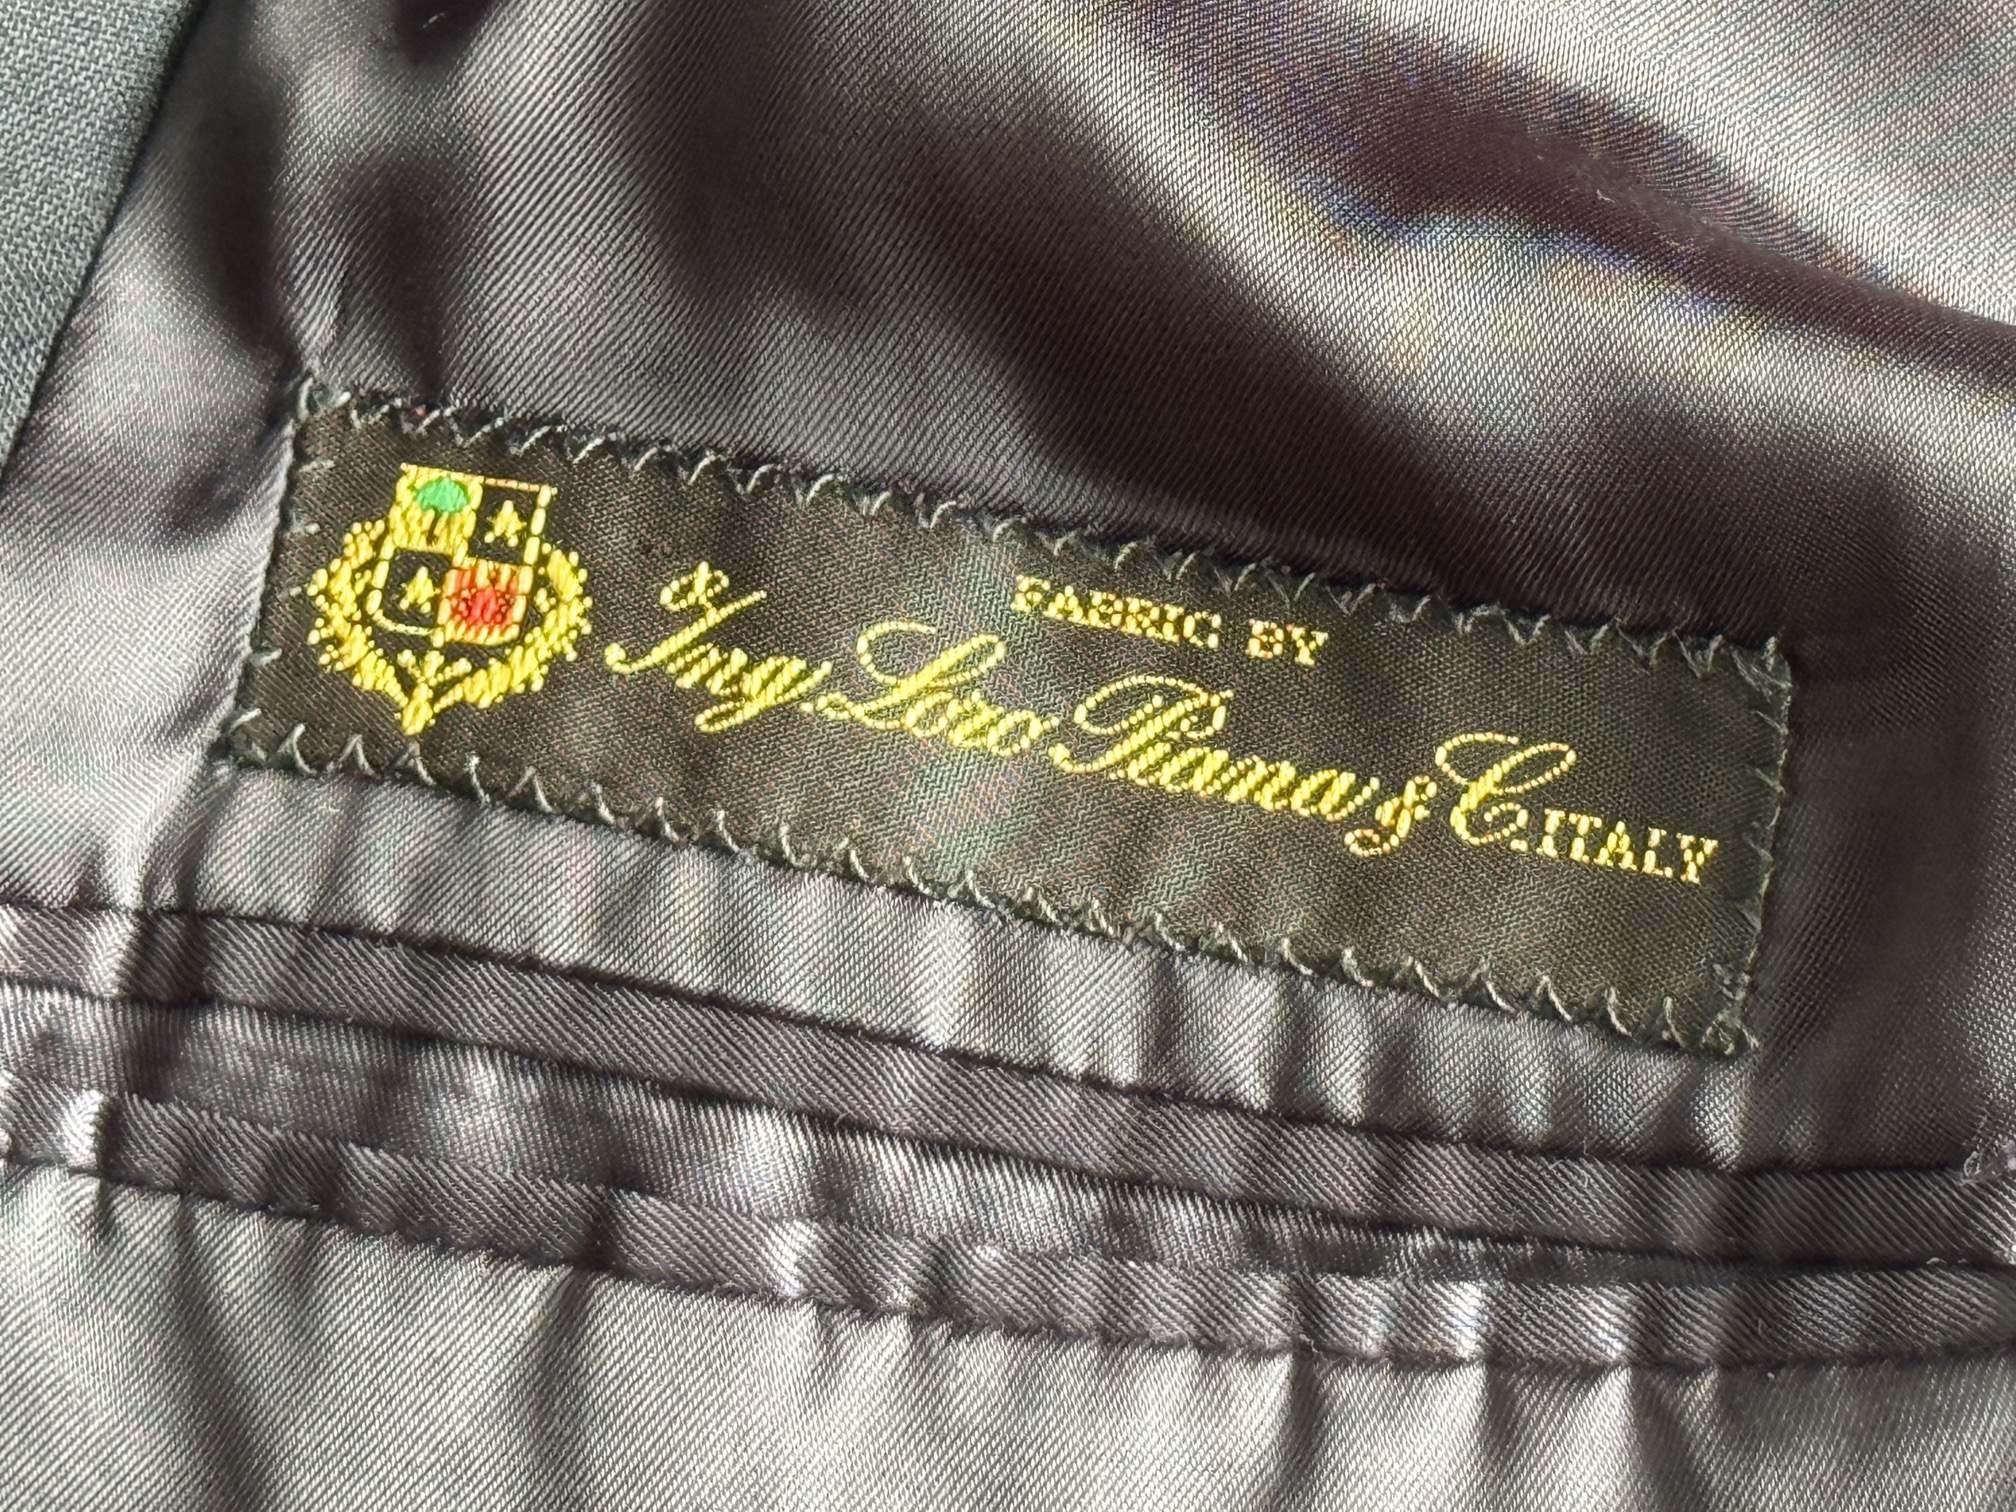 FABRIC BY
Ing. Loro Piana & C. ITALY